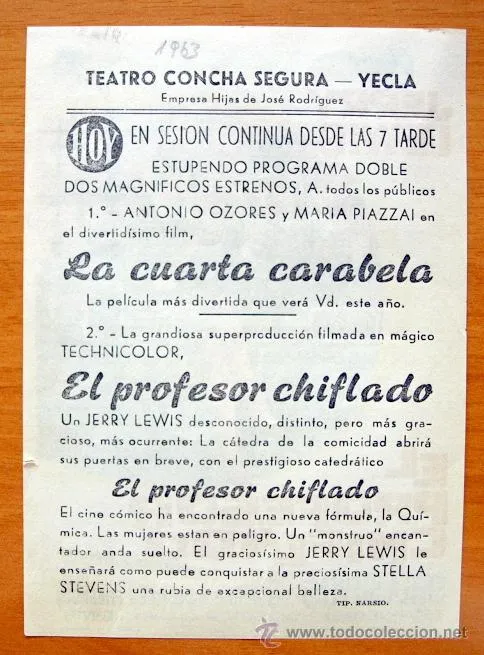 1963
TEATRO CONCHA SEGURA — YECLA
Empresa Hijas de José Rodríguez
HOY EN SESION CONTINUA DESDE LAS 7 TARDE
ESTUPENDO PROGRAMA DOBLE
DOS MAGNIFICOS ESTRENOS, A. todos los públicos
1.° - ANTONIO OZORES y MARIA PIAZZAI en
el divertidísimo film,
La cuarta carabela
La película más divertida que verá Vd. este año.
2.° - La grandiosa superproducción filmada en mágico
TECHNICOLOR,
El profesor chiflado
Un JERRY LEWIS desconocido, distinto, pero más gra-
cioso, más ocurrente: La cátedra de la comicidad abrirá
sus puertas en breve, con el prestigioso catedrático
El profesor chiflado
El cine cómico ha encontrado una nueva fórmula, la Quí-
mica. Las mujeres estan en peligro. Un "monstruo" encan-
tador anda suelto. El graciosísimo JERRY LEWIS le
enseñará como puede conquistar a la preciosísima STELLA
STEVENS una rubia de excepcional belleza.
TIP. NARSIO.
www.todocoleccion.net